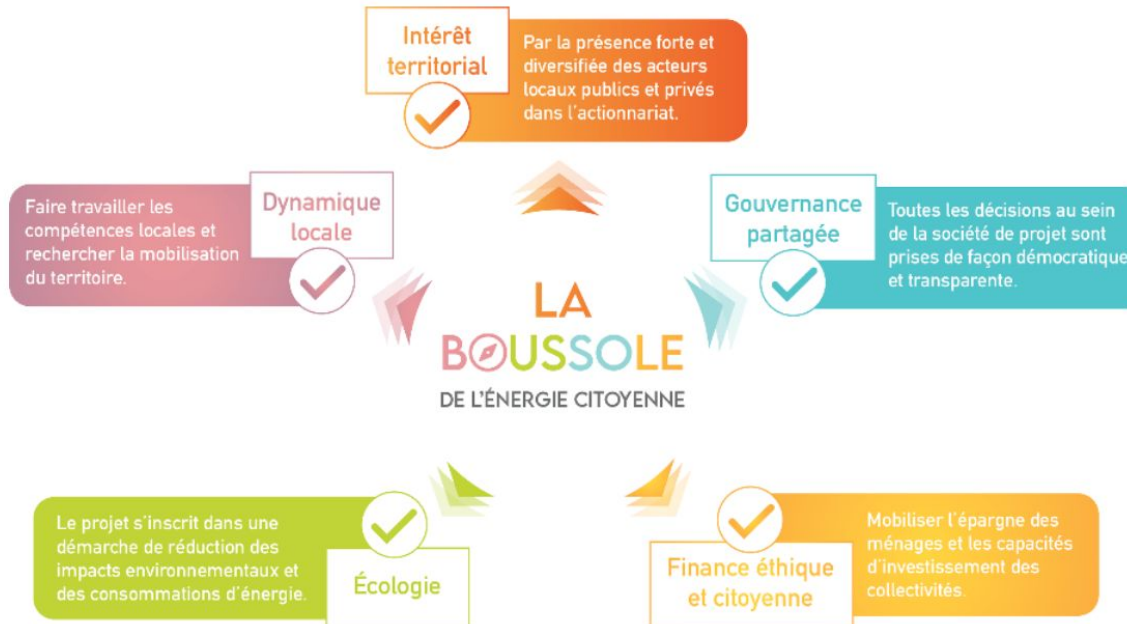 Intérêt
territorial
Par la présence forte et
diversifiée des acteurs
locaux publics et privés
dans l'actionnariat.
Faire travailler les
compétences locales et
rechercher la mobilisation
du territoire.
Dynamique
locale
Gouvernance
partagée
Toutes les décisions au sein
de la société de projet sont
prises de façon démocratique
et transparente.
LA
BOUSSOLE
DE L'ÉNERGIE CITOYENNE
Le projet s'inscrit dans une
démarche de réduction des
impacts environnementaux et
des consommations d'énergie.
Écologie
Finance éthique
et citoyenne
Mobiliser l'épargne des
ménages et les capacités
d'investissement des
collectivités.